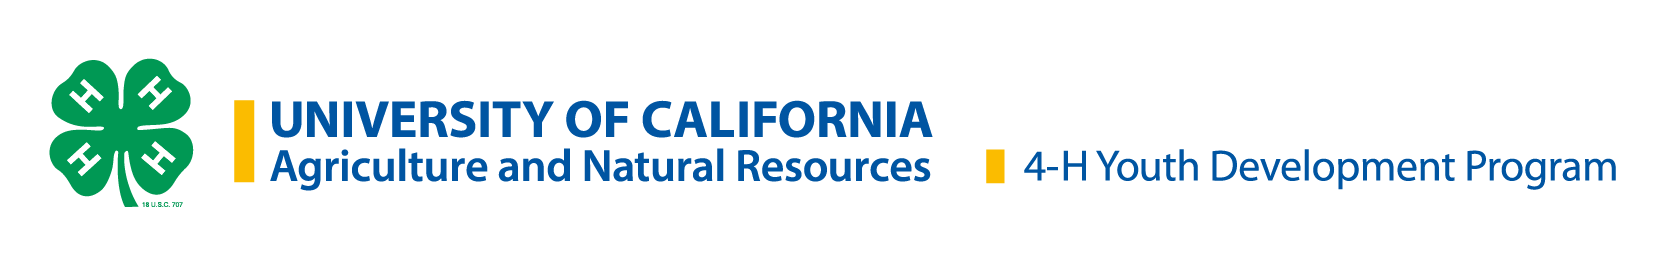 H H
H H
18 U.S.C. 707
UNIVERSITY OF CALIFORNIA
Agriculture and Natural Resources
4-H Youth Development Program